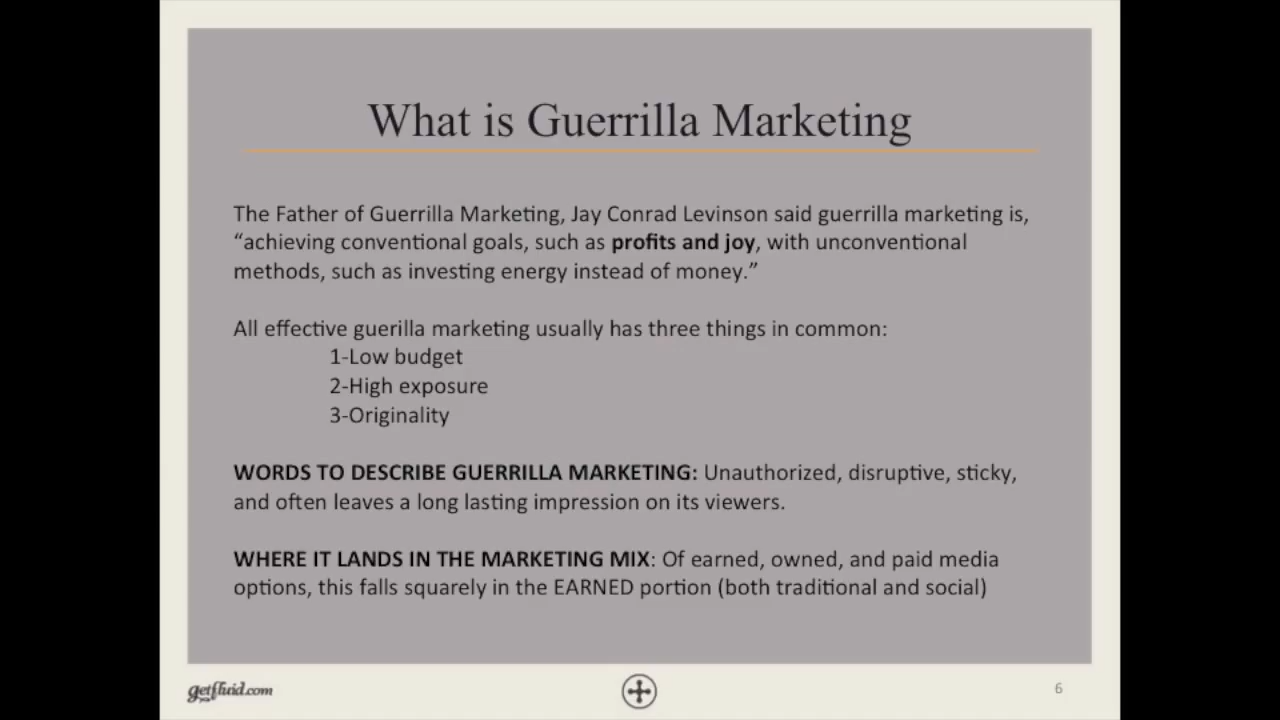 What is Guerrilla Marketing
The Father of Guerrilla Marketing, Jay Conrad Levinson said guerrilla marketing is,
“achieving conventional goals, such as profits and joy, with unconventional
methods, such as investing energy instead of money.”
All effective guerilla marketing usually has three things in common:
1-Low budget
2-High exposure
3-Originality
WORDS TO DESCRIBE GUERRILLA MARKETING: Unauthorized, disruptive, sticky,
and often leaves a long lasting impression on its viewers.
WHERE IT LANDS IN THE MARKETING MIX: Of earned, owned, and paid media
options, this falls squarely in the EARNED portion (both traditional and social)
getfluid.com
6